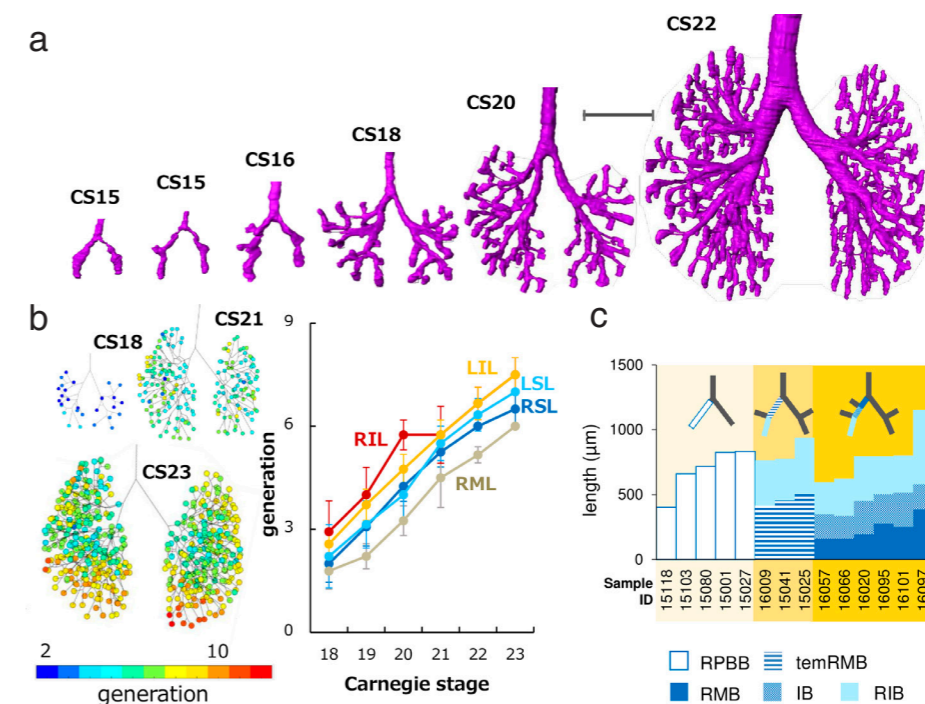 a
CS15
CS15
CS16
CS18
CS20
CS22
b
CS18
CS21
CS23
2
10
generation
9
6
3
0
generation
LIL
LSL
RSL
RIL
RML
18 19 20 21 22 23
Carnegie stage
c
1500
1000
500
0
length (µm)
Sample
ID
15118
15103
15080
15001
15027
16009
15041
15025
16057
16066
16020
16095
16101
16097
RPBB
temRMB
RMB
IB
RIB